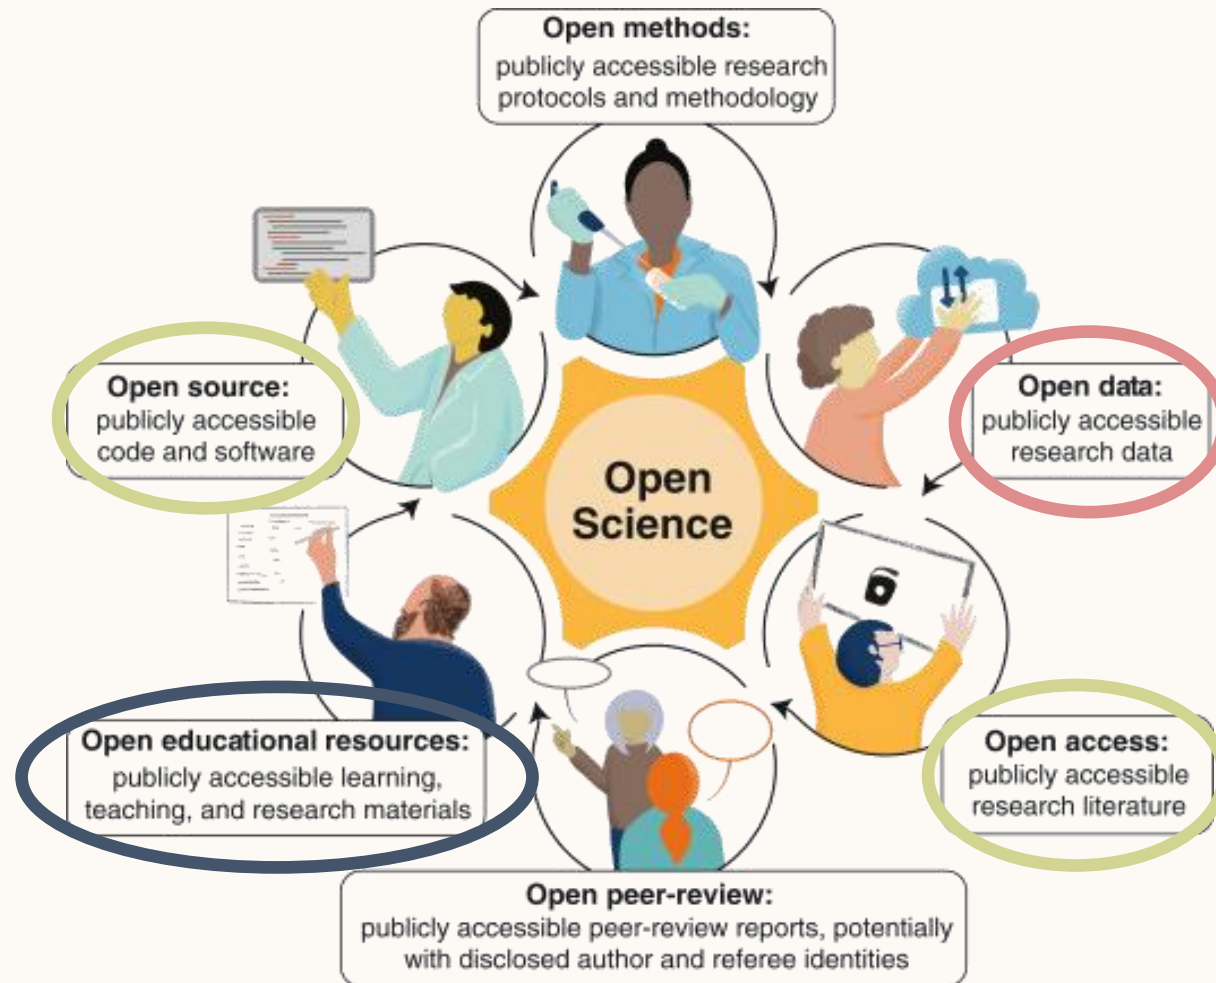 Open methods:
publicly accessible research
protocols and methodology
Open source:
publicly accessible
code and software
Open data:
publicly accessible
research data
Open
Science
Open educational resources:
publicly accessible learning,
teaching, and research materials
Open access:
publicly accessible
research literature
Open peer-review:
publicly accessible peer-review reports, potentially
with disclosed author and referee identities